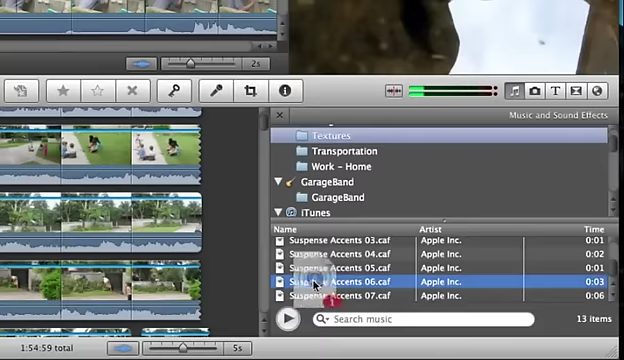 2s
Music and Sound Effects
Textures
Transportation
Work – Home
GarageBand
GarageBand
iTunes
Name Artist Time
Suspense Accents 03.caf Apple Inc. 0:01
Suspense Accents 04.caf Apple Inc. 0:02
Suspense Accents 05.caf Apple Inc. 0:01
Accents 06.caf Apple Inc. 0:03
Suspense Accents 07.caf Apple Inc. 0:06
1
Search music 13 items
1:54:59 total 5s